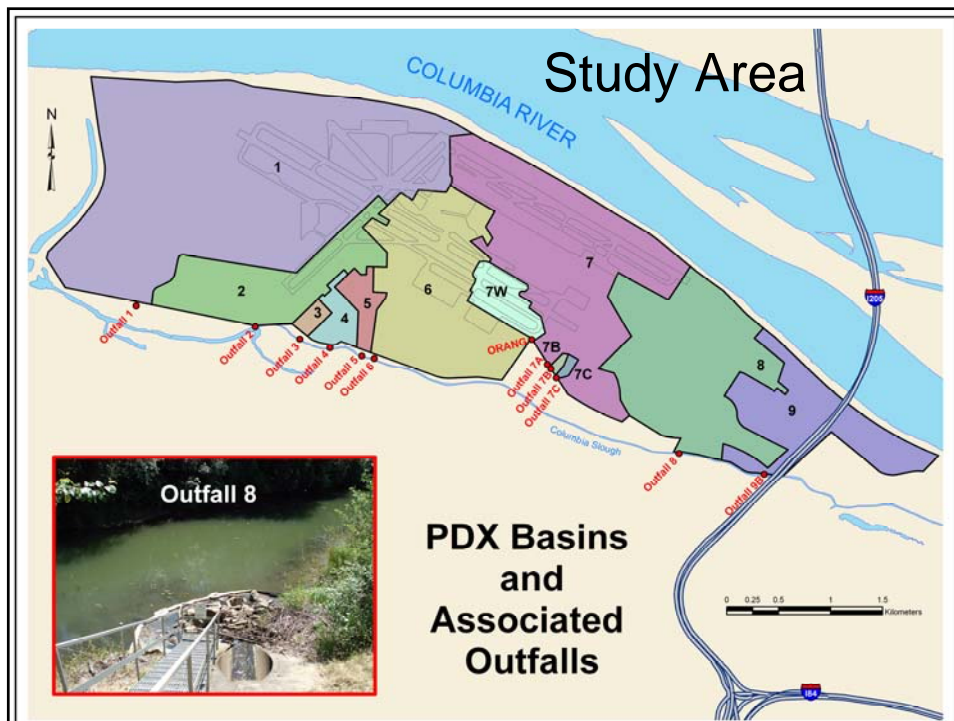 Study Area
COLUMBIA RIVER
N
1
2
3
4
5
6
7
7W
7B
7C
8
9
I205
Outfall 1
Outfall 2
Outfall 3
Outfall 4
Outfall 5
Outfall 6
ORANG
Outfall 7A
Outfall 7B
Outfall 7C
Outfall 8
Outfall 9B
Columbia Slough
Outfall 8
PDX Basins
and
Associated
Outfalls
0 0.25 0.5 1 1.5
Kilometers
I84